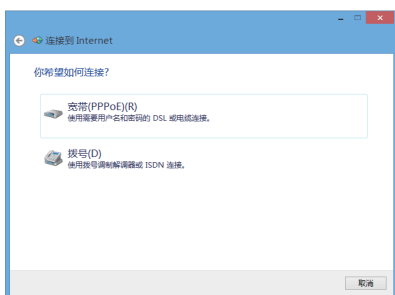 连接到 Internet
你希望如何连接?
宽带(PPPoE)(R)
使用需要用户名和密码的 DSL 或电缆连接。
拨号(D)
使用拨号调制解调器或 ISDN 连接。
取消